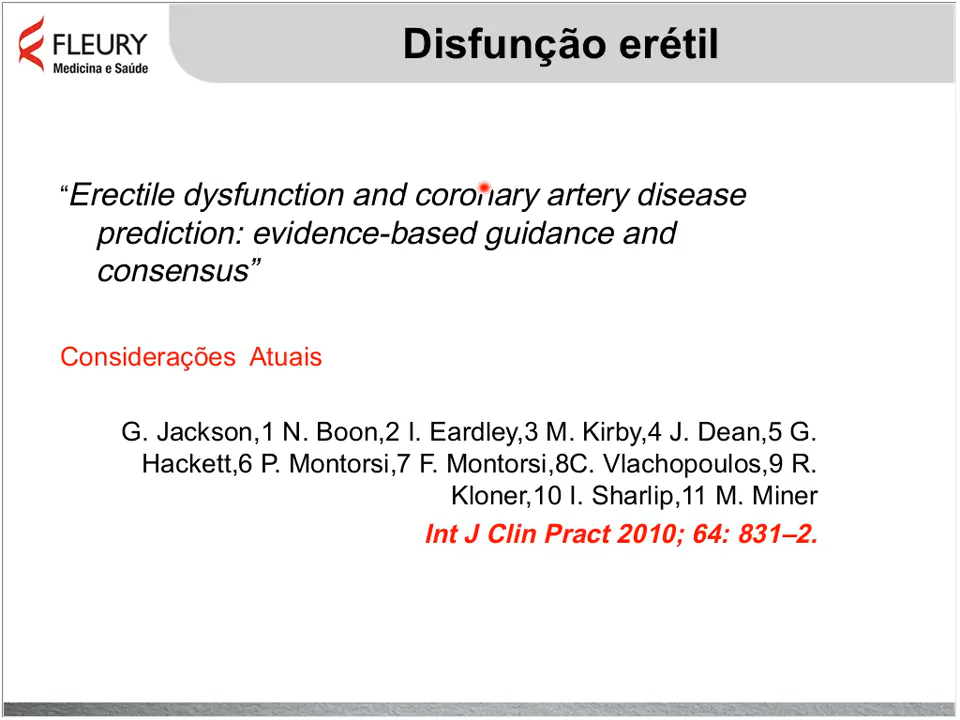 FLEURY
Medicina e Saúde
Disfunção erétil
“Erectile dysfunction and coronary artery disease
prediction: evidence-based guidance and
consensus”
Considerações Atuais
G. Jackson,1 N. Boon,2 I. Eardley,3 M. Kirby,4 J. Dean,5 G.
Hackett,6 P. Montorsi,7 F. Montorsi,8C. Vlachopoulos,9 R.
Kloner,10 I. Sharlip,11 M. Miner
Int J Clin Pract 2010; 64: 831–2.